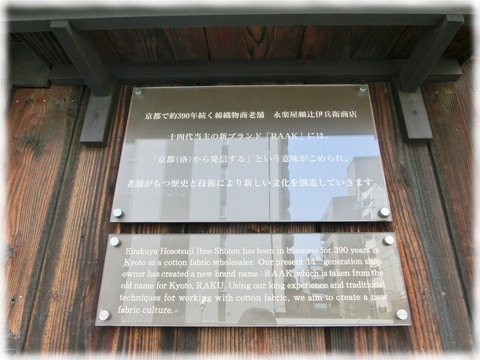 京都で約390年続く綿織物商老舗　永楽屋細辻伊兵衛商店
十四代当主の新ブランド「RAAK」には、
「京都（洛）から発信する」という意味がこめられ、
老舗がもつ歴史と技術により新しい文化を創造していきます。
Eirakuya Hosotsuji Ihee Shōten has been in business for 390 years in
Kyoto as a cotton fabric wholesaler. Our present 14th generation shop
owner has created a new brand name : RAAK, which is taken from the
old name for Kyoto, RAKU. Using our long experience and traditional
techniques for working with cotton fabric, we aim to create a new
fabric culture.